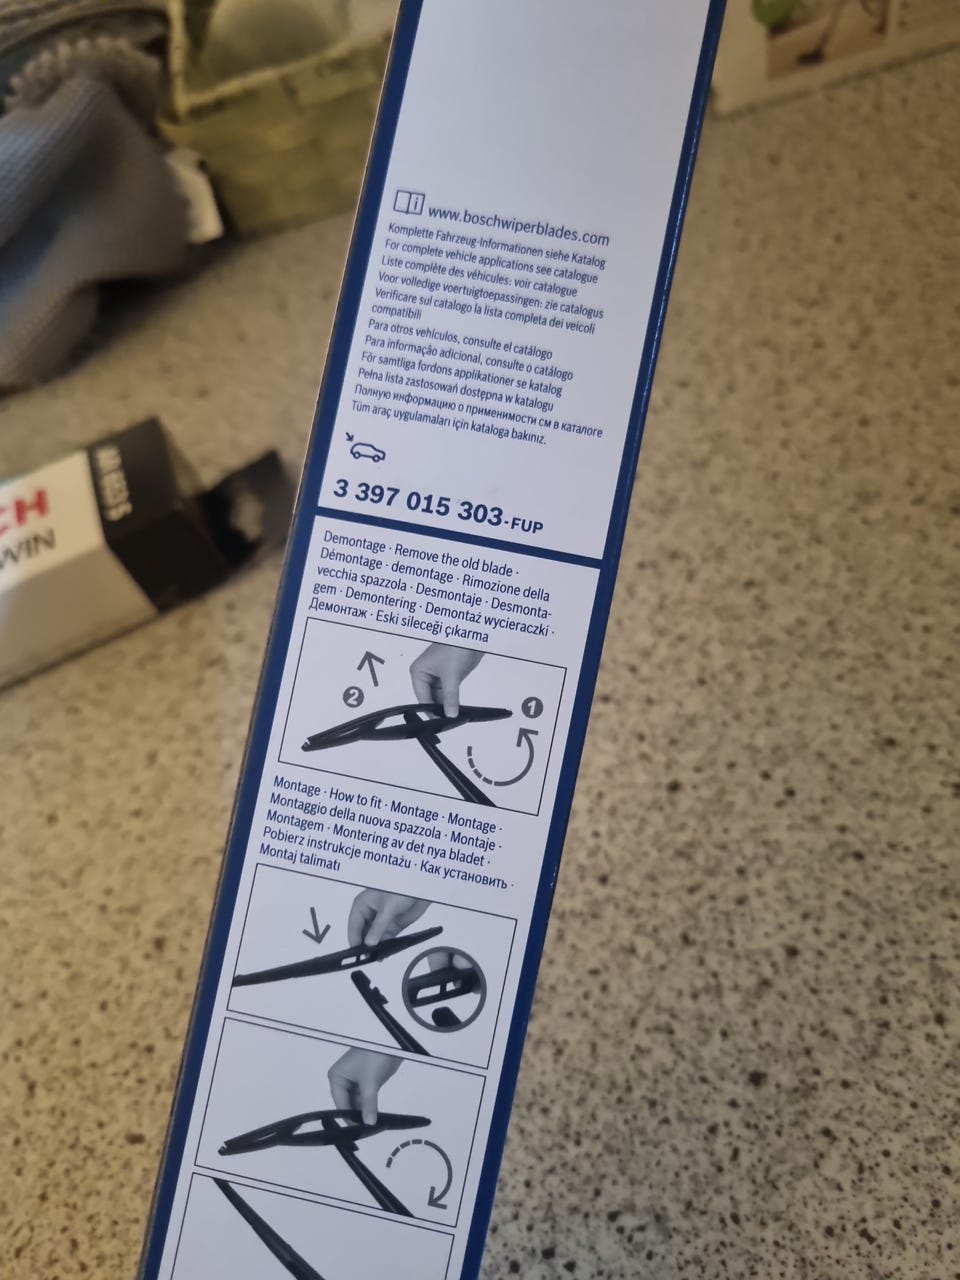 www.boschwiperblades.com
Komplette Fahrzeug-Informationen siehe Katalog
For complete vehicle applications see catalogue
Liste complète des véhicules: voir catalogue
Voor volledige voertuigtoepassingen: zie catalogus
Verificare sul catalogo la lista completa dei veicoli
compatibili
Para otros vehículos, consulte el catálogo
Para informação adicional, consulte o catálogo
För samtliga fordons applikationer se katalog
Pełna lista zastosowań dostępna w katalogu
Полную информацию о применимости см в каталоге
Tüm araç uygulamaları için kataloga bakınız.
3 397 015 303-FUP
Demontage · Remove the old blade ·
Démontage · demontage · Rimozione della
vecchia spazzola · Desmontaje · Desmonta-
gem · Demontering · Demontaż wycieraczki ·
Демонтаж · Eski sileceği çıkarma
2
1
Montage · How to fit · Montage · Montage ·
Montaggio della nuova spazzola · Montaje ·
Montagem · Montering av det nya bladet ·
Pobierz instrukcje montażu · Как установить ·
Montaj talimatı
CH
WIN